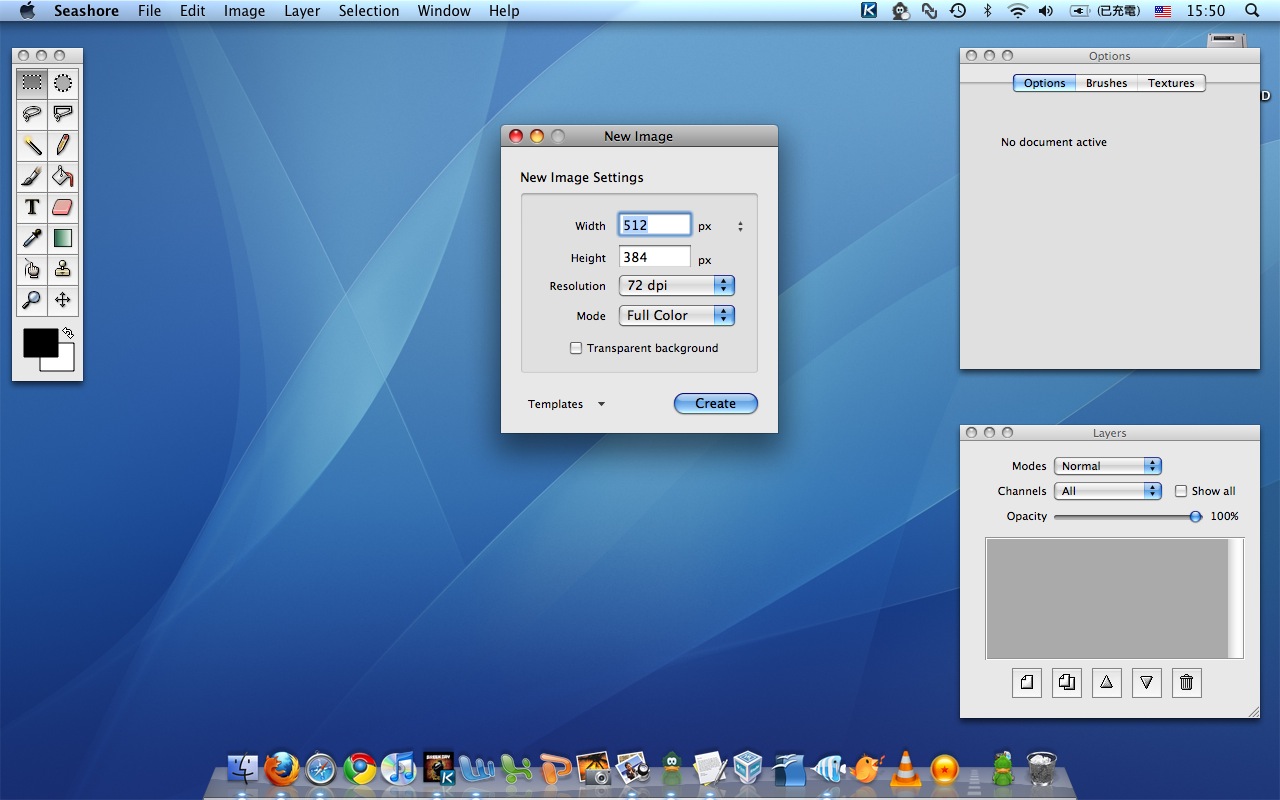 Seashore File Edit Image Layer Selection Window Help (已充電) 15:50
Options
Options Brushes Textures
D
No document active
New Image
New Image Settings
Width 512 px
Height 384 px
Resolution 72 dpi
Mode Full Color
Transparent background
Templates Create
T
Layers
Modes Normal
Channels All Show all
Opacity 100%